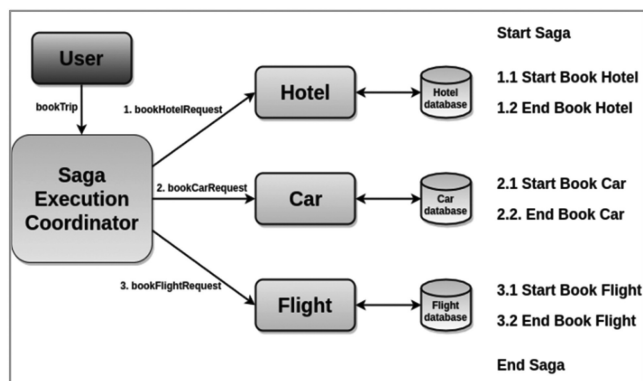 User
bookTrip
Saga
Execution
Coordinator
1. bookHotelRequest
2. bookCarRequest
3. bookFlightRequest
Hotel
Car
Flight
Hotel
database
Car
database
Flight
database
Start Saga
1.1 Start Book Hotel
1.2 End Book Hotel
2.1 Start Book Car
2.2. End Book Car
3.1 Start Book Flight
3.2 End Book Flight
End Saga